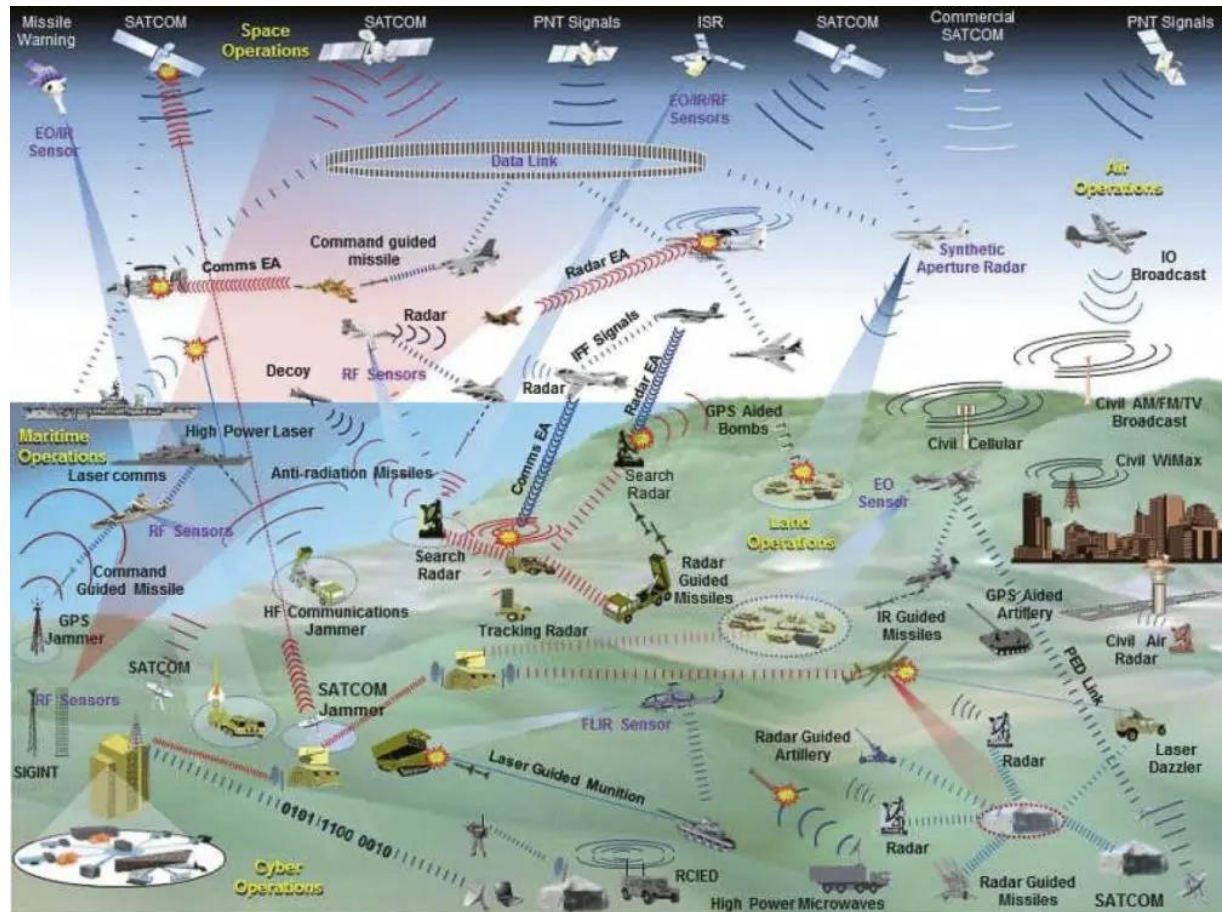 Missile
Warning
SATCOM
Space
Operations
SATCOM
PNT Signals
ISR
SATCOM
Commercial
SATCOM
PNT Signals
EO/IR
Sensor
EO/IR/RF
Sensors
Data Link
Air
Operations
Comms EA
Command guided
missile
Radar EA
Synthetic
Aperture Radar
IO
Broadcast
Radar
IFF Signals
RF Sensors
Decoy
Radar
Radar EA
GPS Aided
Bombs
Civil AM/FM/TV
Broadcast
Maritime
Operations
High Power Laser
Civil Cellular
Civil WiMax
Laser comms
Anti-radiation Missiles
Comms EA
Search
Radar
EO
Sensor
RF Sensors
Land
Operations
Search
Radar
Command
Guided Missile
Radar
Guided
Missiles
GPS
Jammer
HF Communications
Jammer
Tracking Radar
IR Guided
Missiles
GPS Aided
Artillery
Civil Air
Radar
SATCOM
PED Link
RF Sensors
SATCOM
Jammer
FLIR Sensor
SIGINT
Radar Guided
Artillery
Radar
Laser
Dazzler
Laser Guided Munition
0101/1100 0010
Radar
Cyber
Operations
RCIED
High Power Microwaves
Radar Guided
Missiles
SATCOM